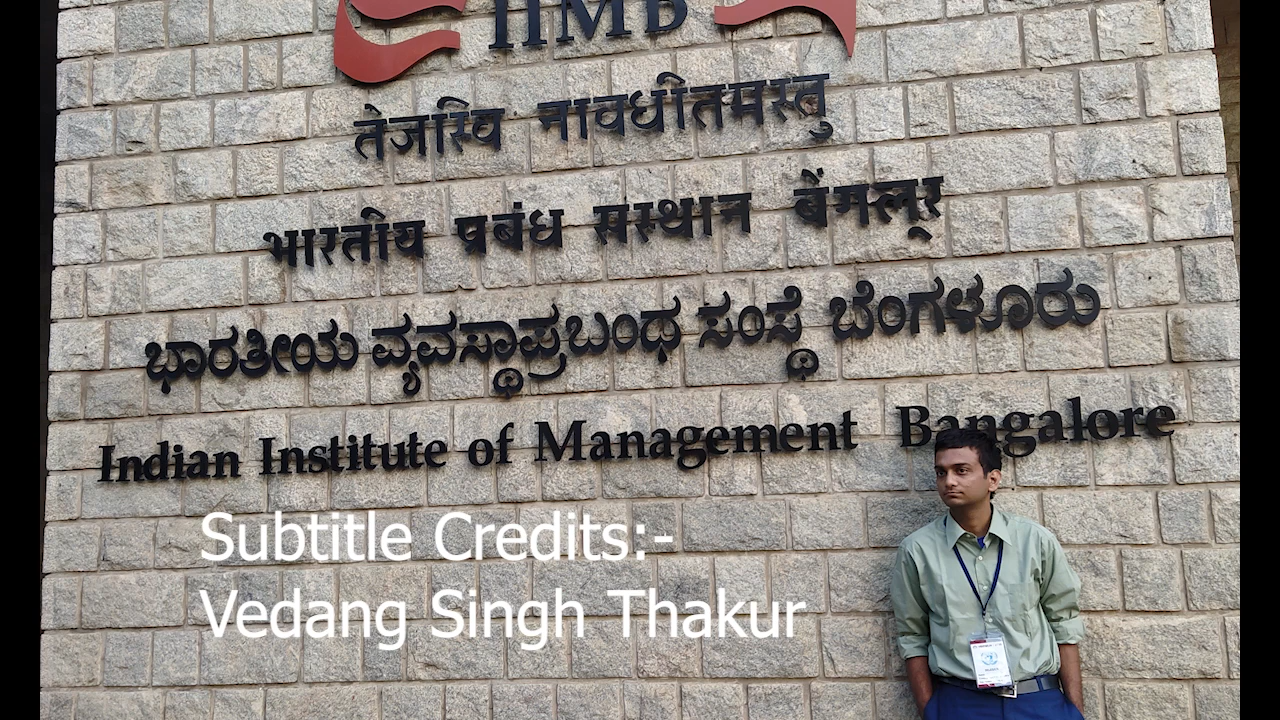 IIMB
तेजस्वि नावधीतमस्तु
भारतीय प्रबंध संस्थान बेंगलूर
ಭಾರತೀಯ ವ್ಯವಸ್ಥಾಪ್ರಬಂಧ ಸಂಸ್ಥೆ ಬೆಂಗಳೂರು
Indian Institute of Management Bangalore
Subtitle Credits:-
Vedang Singh Thakur